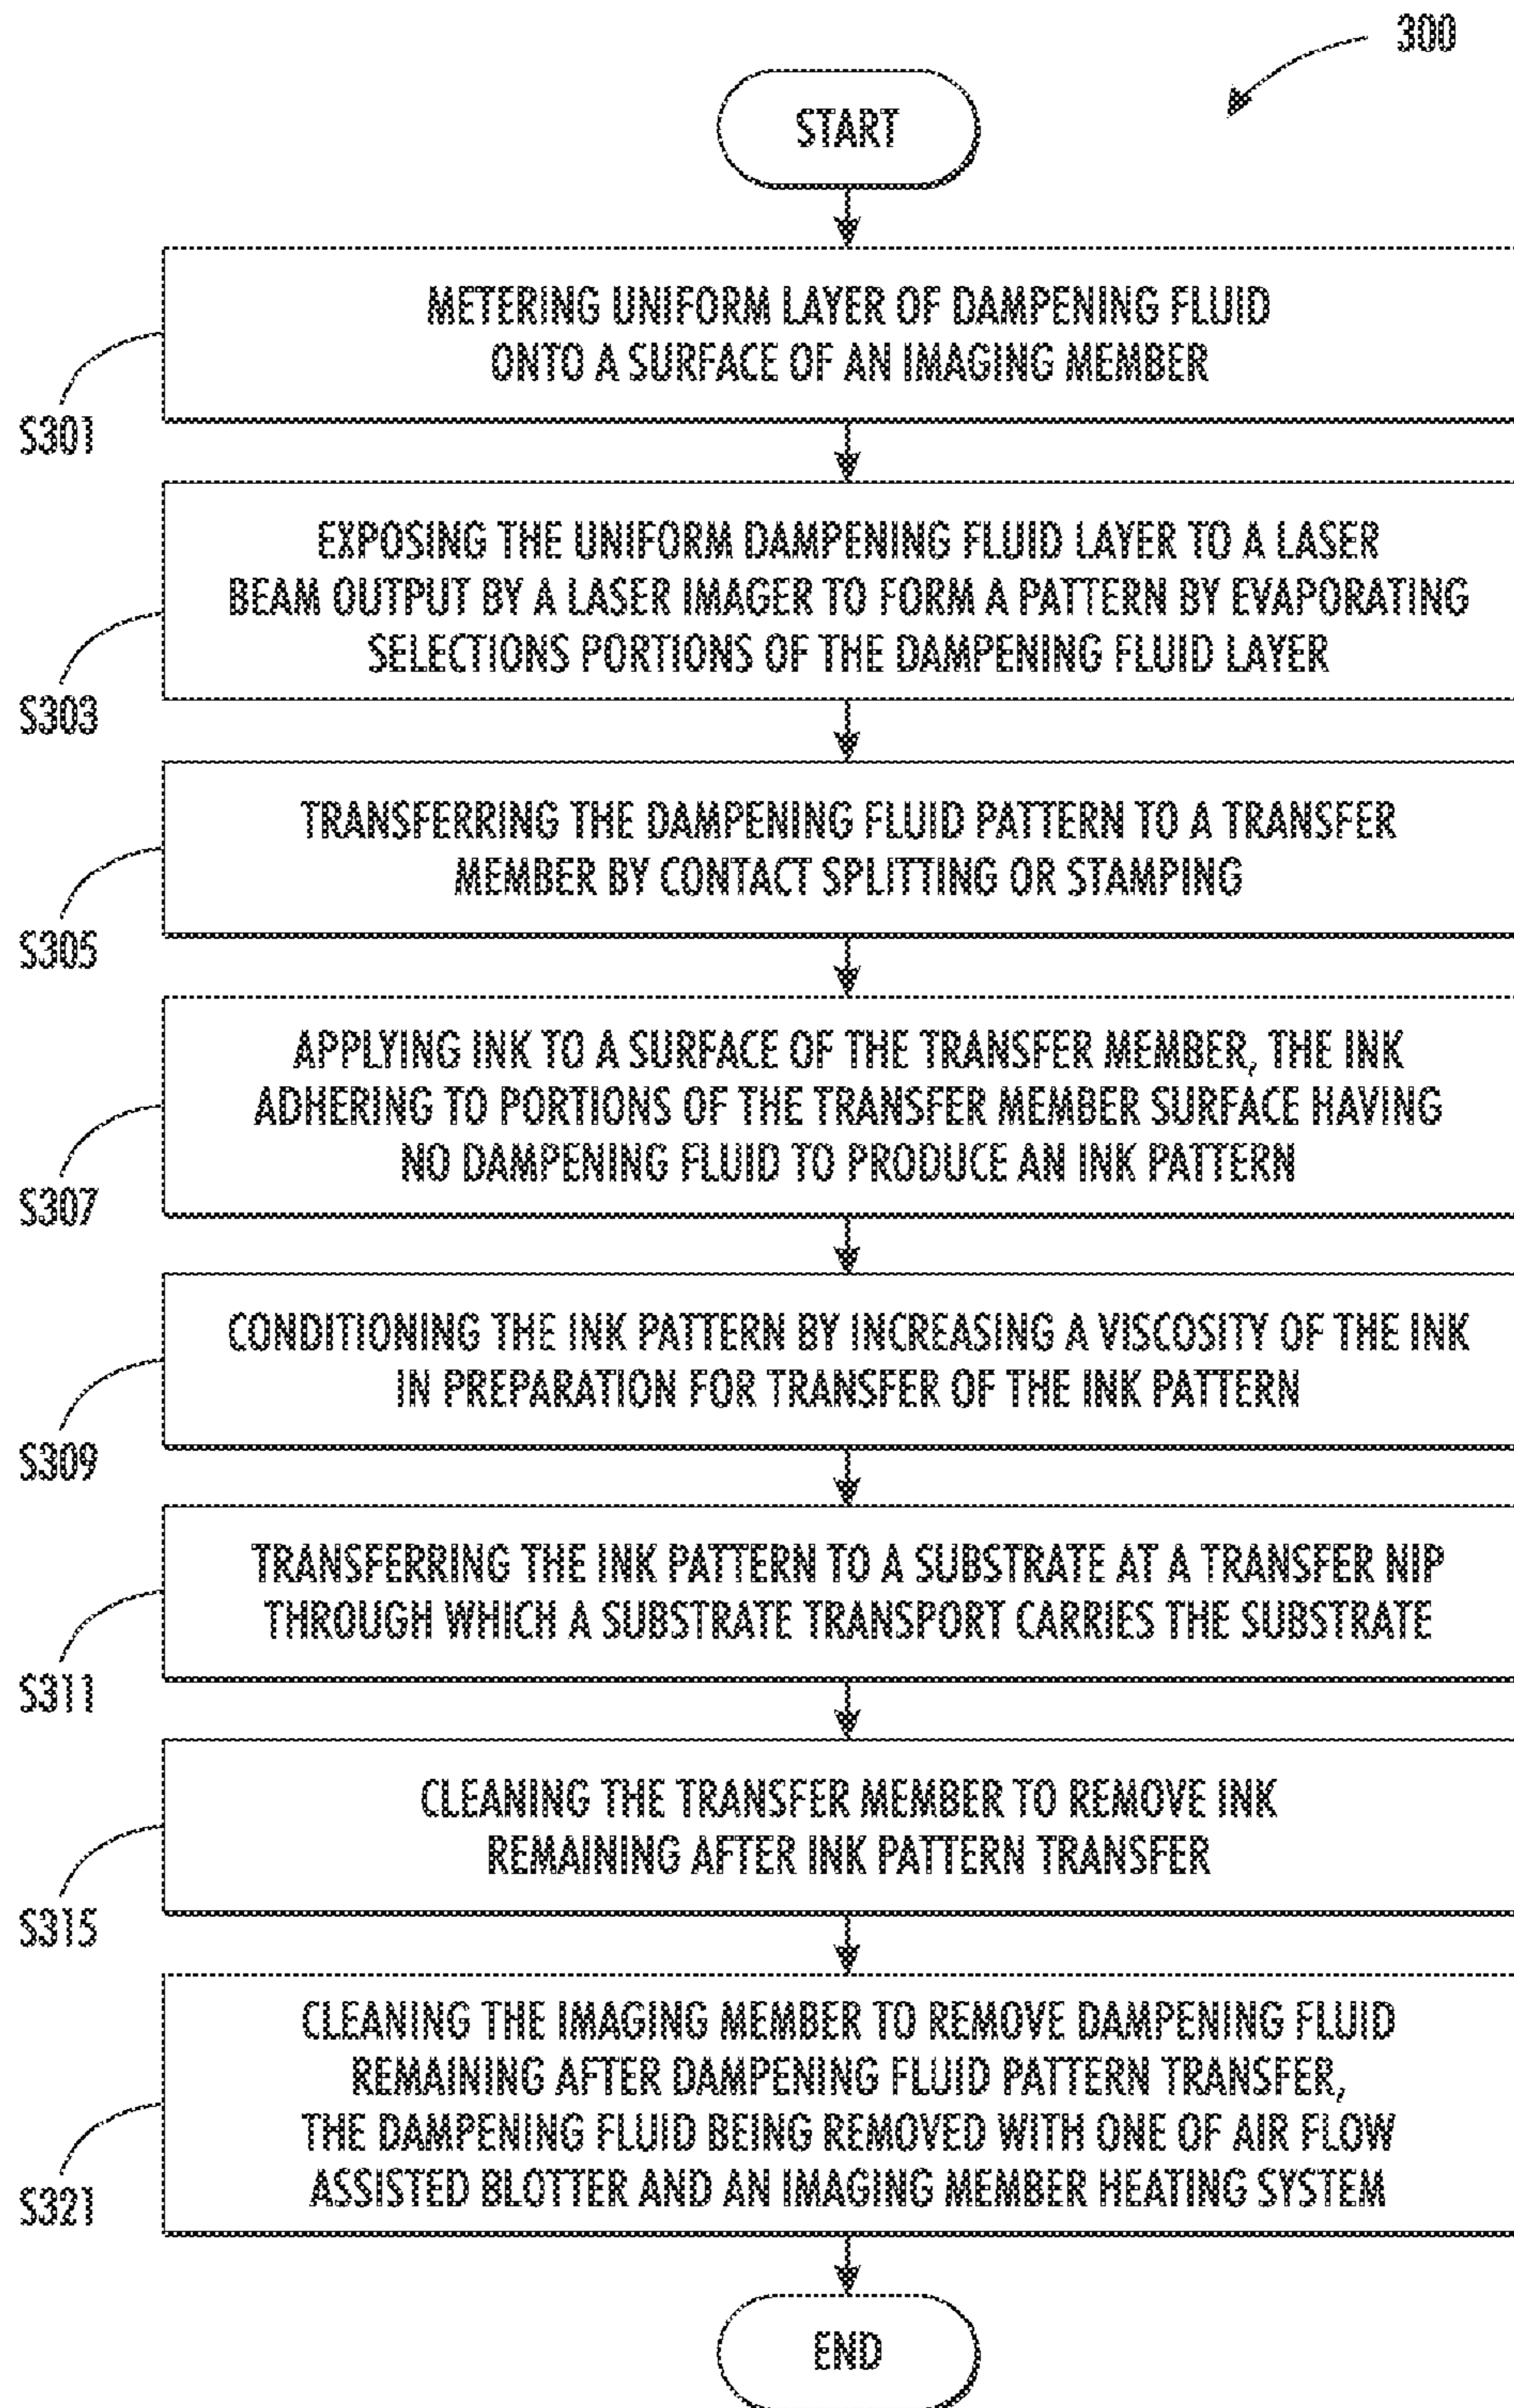 300
START
METERING UNIFORM LAYER OF DAMPENING FLUID
ONTO A SURFACE OF AN IMAGING MEMBER
S301
EXPOSING THE UNIFORM DAMPENING FLUID LAYER TO A LASER
BEAM OUTPUT BY A LASER IMAGER TO FORM A PATTERN BY EVAPORATING
SELECTIONS PORTIONS OF THE DAMPENING FLUID LAYER
S303
TRANSFERRING THE DAMPENING FLUID PATTERN TO A TRANSFER
MEMBER BY CONTACT SPLITTING OR STAMPING
S305
APPLYING INK TO A SURFACE OF THE TRANSFER MEMBER, THE INK
ADHERING TO PORTIONS OF THE TRANSFER MEMBER SURFACE HAVING
NO DAMPENING FLUID TO PRODUCE AN INK PATTERN
S307
CONDITIONING THE INK PATTERN BY INCREASING A VISCOSITY OF THE INK
IN PREPARATION FOR TRANSFER OF THE INK PATTERN
S309
TRANSFERRING THE INK PATTERN TO A SUBSTRATE AT A TRANSFER NIP
THROUGH WHICH A SUBSTRATE TRANSPORT CARRIES THE SUBSTRATE
S311
CLEANING THE TRANSFER MEMBER TO REMOVE INK
REMAINING AFTER INK PATTERN TRANSFER
S315
CLEANING THE IMAGING MEMBER TO REMOVE DAMPENING FLUID
REMAINING AFTER DAMPENING FLUID PATTERN TRANSFER,
THE DAMPENING FLUID BEING REMOVED WITH ONE OF AIR FLOW
ASSISTED BLOTTER AND AN IMAGING MEMBER HEATING SYSTEM
S321
END